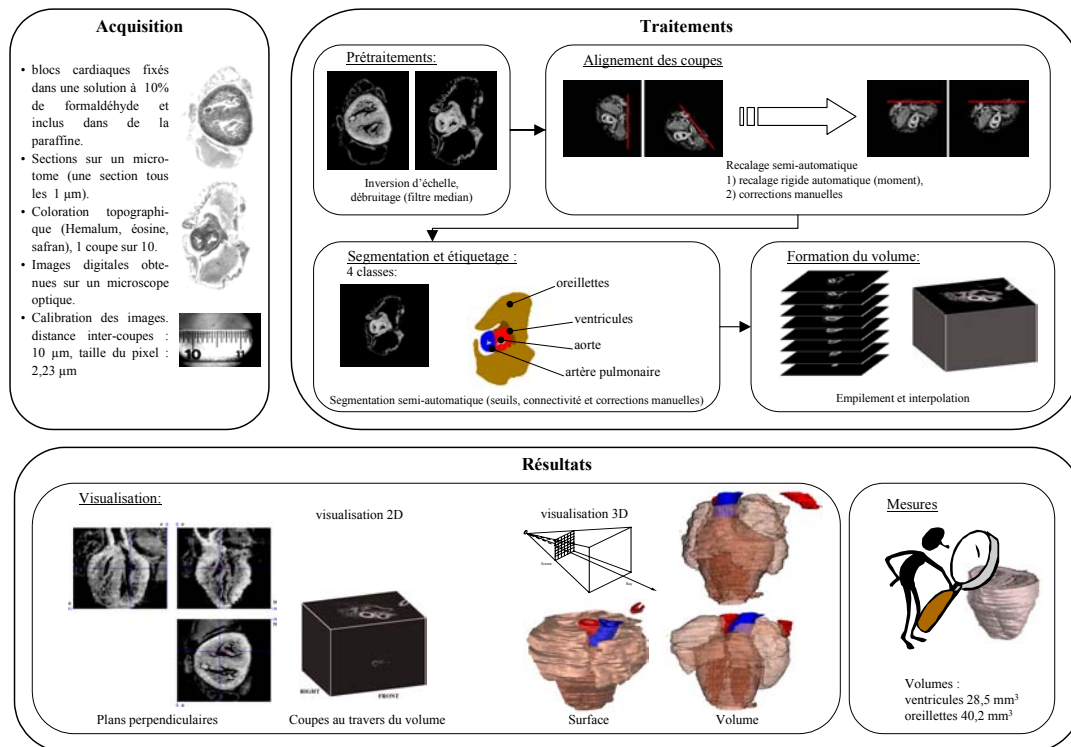 Acquisition
• blocs cardiaques fixés
dans une solution à 10%
de formaldéhyde et
inclus dans de la
paraffine.
• Sections sur un micro-
tome (une section tous
les 1 µm).
• Coloration topographi-
que (Hemalum, éosine,
safran), 1 coupe sur 10.
• Images digitales obte-
nues sur un microscope
optique.
• Calibration des images.
distance inter-coupes :
10 µm, taille du pixel :
2,23 µm
10 11
Traitements
Prétraitements:
Inversion d’échelle,
débruitage (filtre median)
Alignement des coupes
Recalage semi-automatique
1) recalage rigide automatique (moment),
2) corrections manuelles
Segmentation et étiquetage :
4 classes:
oreillettes
ventricules
aorte
artère pulmonaire
Segmentation semi-automatique (seuils, connectivité et corrections manuelles)
Formation du volume:
Empilement et interpolation
Résultats
Visualisation:
visualisation 2D
visualisation 3D
Screen
Ray
RIGHT
FRONT
Plans perpendiculaires
Coupes au travers du volume
Surface
Volume
Mesures
Volumes :
ventricules 28,5 mm³
oreillettes 40,2 mm³